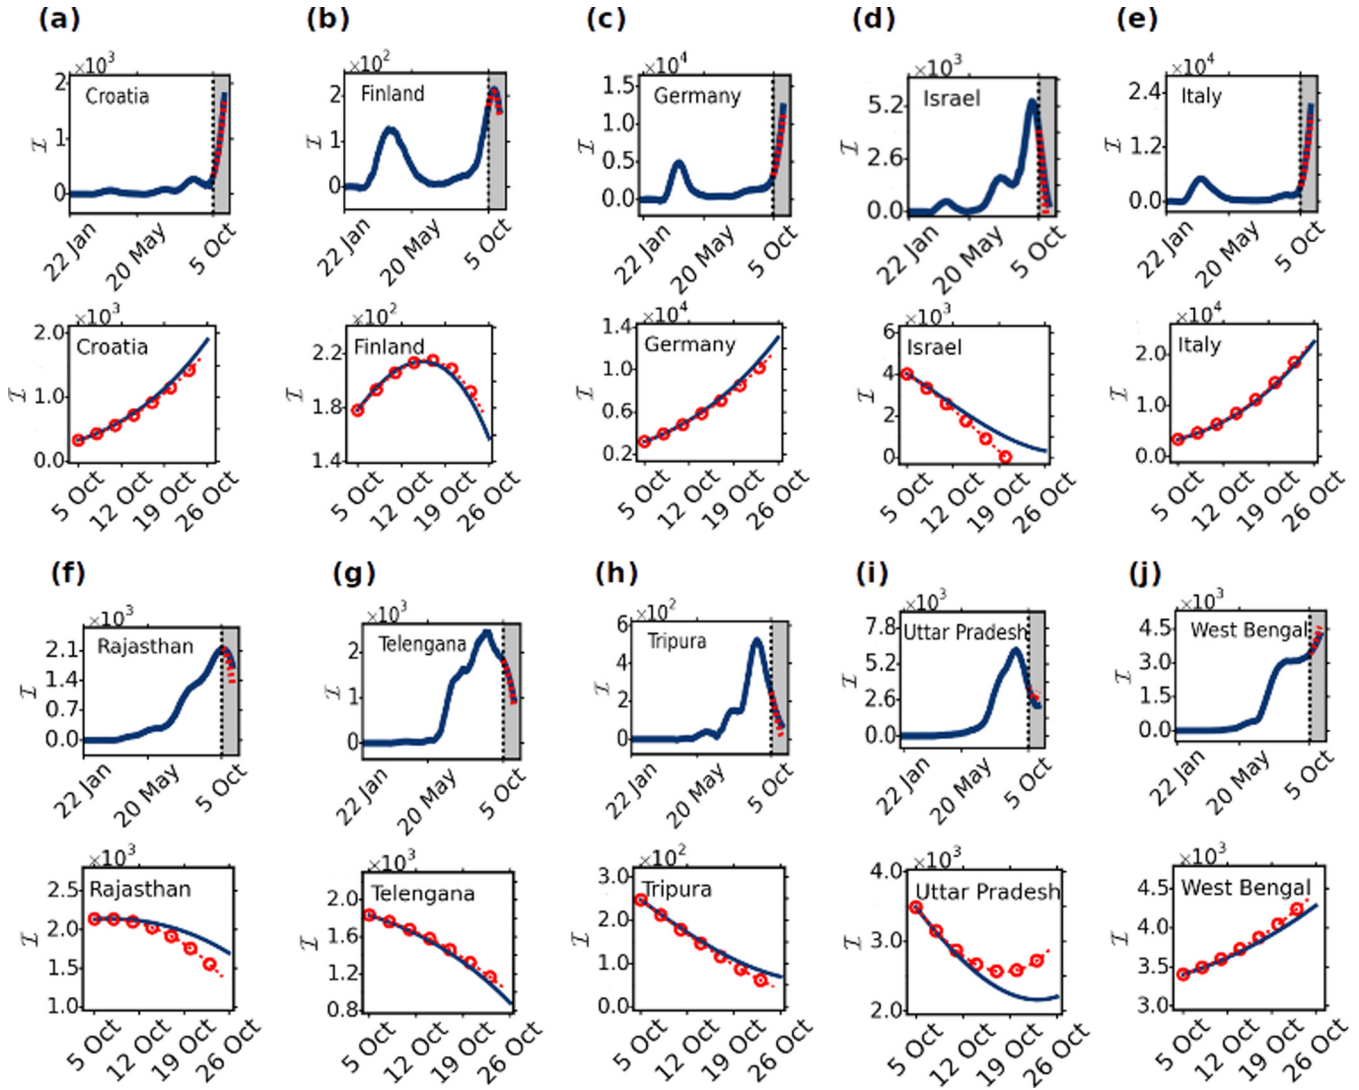 (a)
×10³
Croatia
2
1
0
ℐ
22 Jan
20 May
5 Oct
(b)
×10²
Finland
2
1
0
ℐ
22 Jan
20 May
5 Oct
(c)
×10⁴
Germany
1.5
1.0
0.5
0.0
ℐ
22 Jan
20 May
5 Oct
(d)
×10³
Israel
5.2
2.6
0.0
ℐ
22 Jan
20 May
5 Oct
(e)
×10⁴
Italy
2.4
1.2
0.0
ℐ
22 Jan
20 May
5 Oct
×10³
Croatia
2.0
1.0
0.0
ℐ
5 Oct
12 Oct
19 Oct
26 Oct
×10²
Finland
2.2
1.8
1.4
ℐ
5 Oct
12 Oct
19 Oct
26 Oct
×10⁴
Germany
1.4
1.0
0.6
0.2
ℐ
5 Oct
12 Oct
19 Oct
26 Oct
×10³
Israel
6
4
2
0
ℐ
5 Oct
12 Oct
19 Oct
26 Oct
×10⁴
Italy
2.0
1.0
0.0
ℐ
5 Oct
12 Oct
19 Oct
26 Oct
(f)
×10³
Rajasthan
2.1
1.4
0.7
0.0
ℐ
22 Jan
20 May
5 Oct
(g)
×10³
Telengana
2
1
0
ℐ
22 Jan
20 May
5 Oct
(h)
×10²
Tripura
6
4
2
0
ℐ
22 Jan
20 May
5 Oct
(i)
×10³
Uttar Pradesh
7.8
5.2
2.6
0.0
ℐ
22 Jan
20 May
5 Oct
(j)
×10³
West Bengal
4.5
3.0
1.5
0.0
ℐ
22 Jan
20 May
5 Oct
×10³
Rajasthan
2.5
2.0
1.5
1.0
ℐ
5 Oct
12 Oct
19 Oct
26 Oct
×10³
Telengana
2.0
1.6
1.2
0.8
ℐ
5 Oct
12 Oct
19 Oct
26 Oct
×10²
Tripura
3.0
2.0
1.0
0.0
ℐ
5 Oct
12 Oct
19 Oct
26 Oct
×10³
Uttar Pradesh
4.0
3.0
2.0
ℐ
5 Oct
12 Oct
19 Oct
26 Oct
×10³
West Bengal
4.5
4.0
3.5
3.0
ℐ
5 Oct
12 Oct
19 Oct
26 Oct